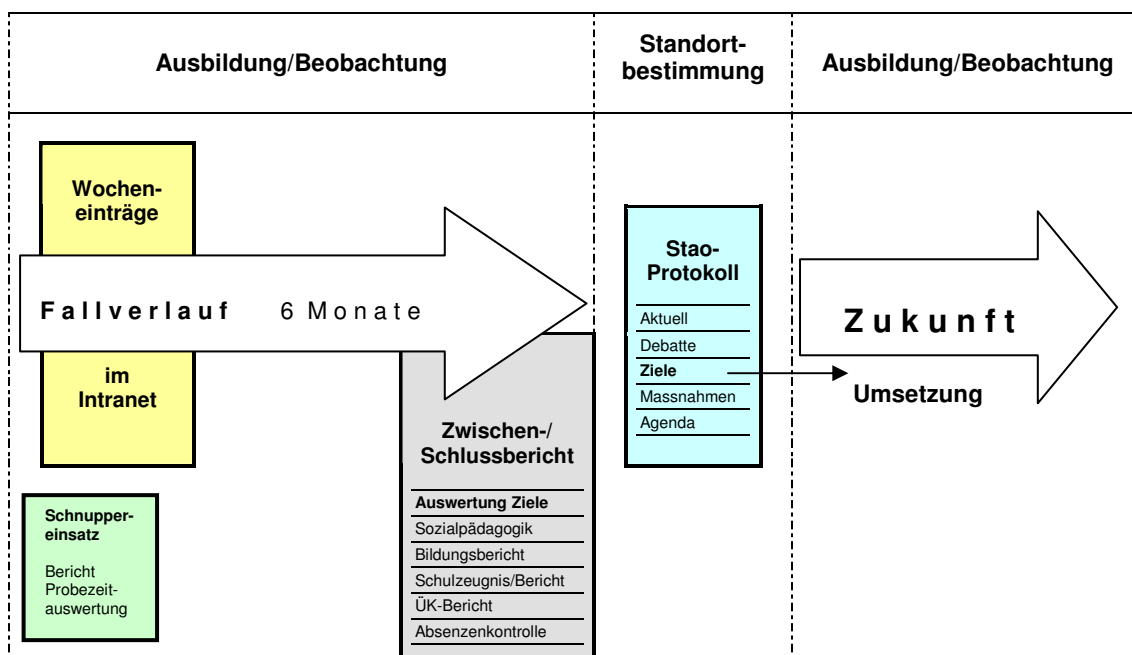 Ausbildung/Beobachtung
Standort-
bestimmung
Ausbildung/Beobachtung
Wochen-
einträge
Fallverlauf 6 Monate
im
Intranet
Schnupper-
einsatz
Bericht
Probezeit-
auswertung
Zwischen-/
Schlussbericht
Auswertung Ziele
Sozialpädagogik
Bildungsbericht
Schulzeugnis/Bericht
ÜK-Bericht
Absenzenkontrolle
Stao-
Protokoll
Aktuell
Debatte
Ziele
Massnahmen
Agenda
Zukunft
Umsetzung